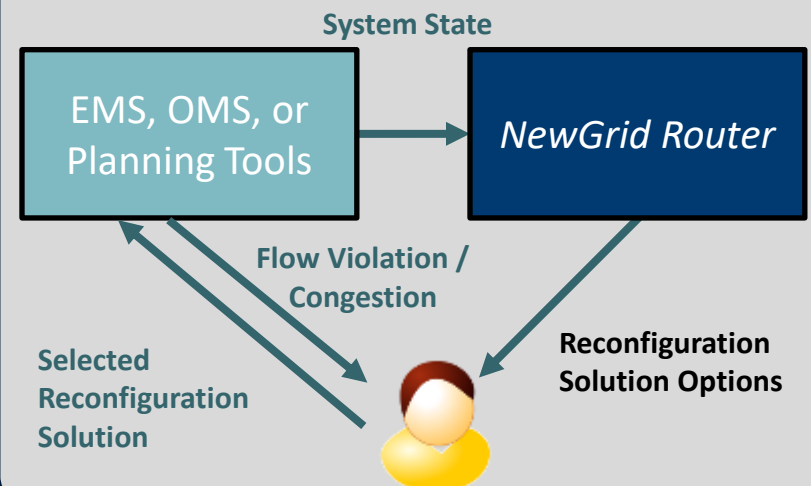 System State
EMS, OMS, or
Planning Tools
NewGrid Router
Flow Violation /
Congestion
Selected
Reconfiguration
Solution
Reconfiguration
Solution Options